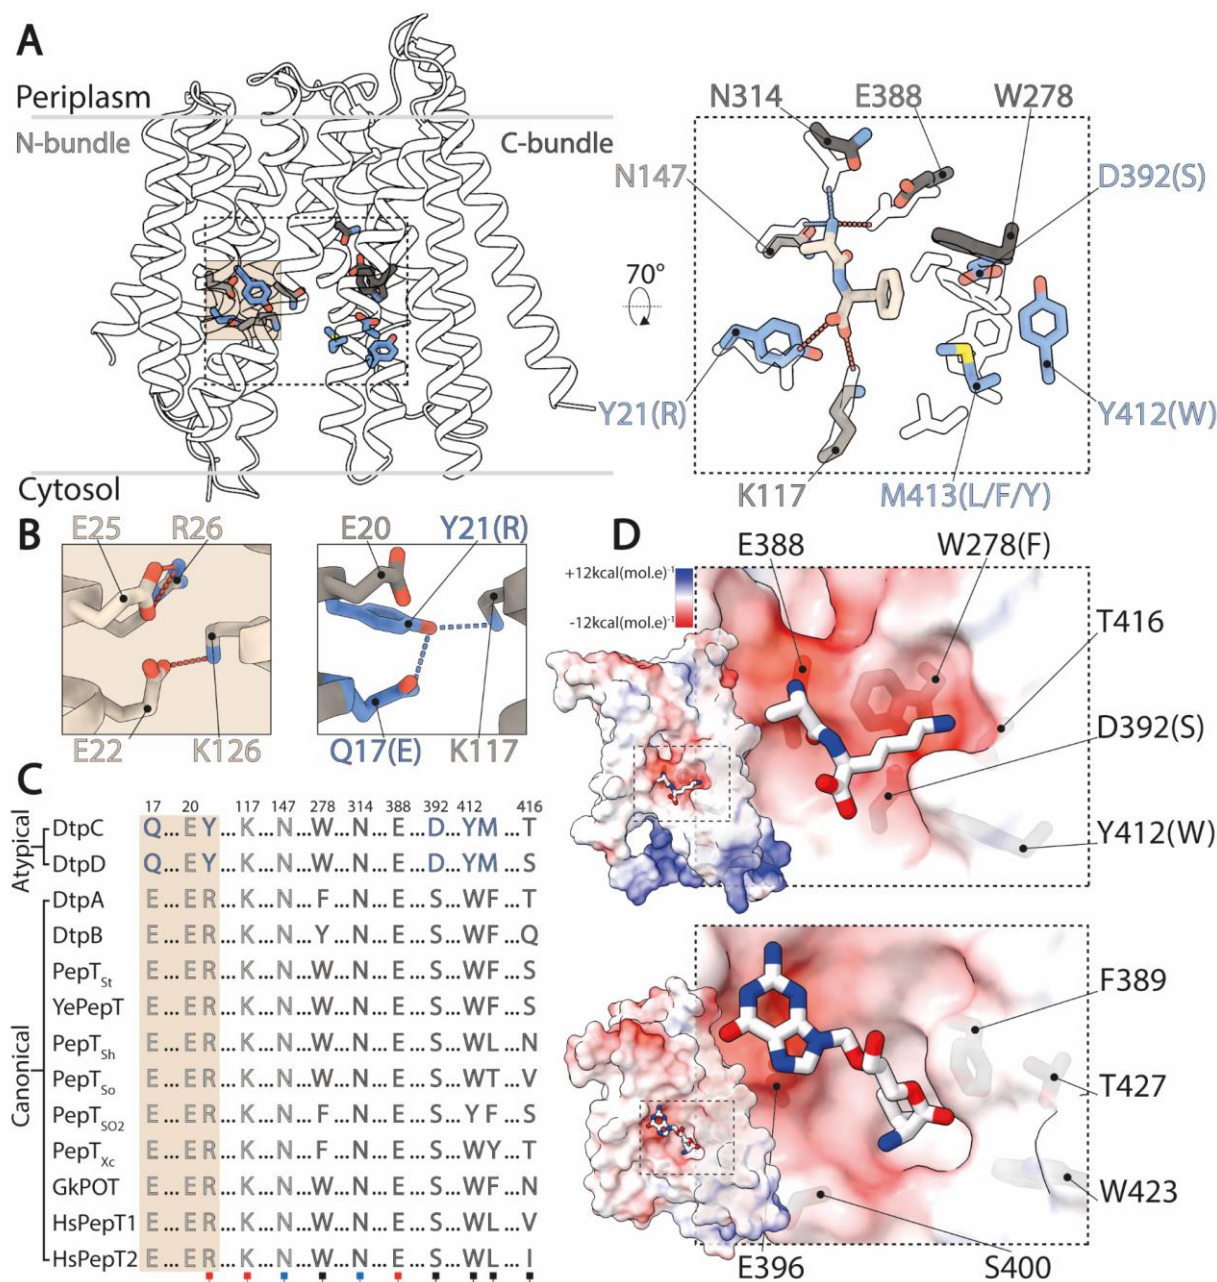 A
Periplasm
N-bundle
C-bundle
Cytosol
70°
N314
E388
W278
N147
D392(S)
Y21(R)
Y412(W)
K117
M413(L/F/Y)
B
E25
R26
E22
K126
E20
Y21(R)
Q17(E)
K117
C
17 20 117 147 278 314 388 392 412 416
Atypical
DtpC Q...E Y...K...N...W...N...E...D...YM...T
DtpD Q...E Y...K...N...W...N...E...D...YM...S
Canonical
DtpA E...E R...K...N...F...N...E...S...WF...T
DtpB E...E R...K...N...Y...N...E...S...WF...Q
PepTSt E...E R...K...N...W...N...E...S...WF...S
YePepT E...E R...K...N...W...N...E...S...WF...S
PepTSh E...E R...K...N...W...N...E...S...WL...N
PepTSo E...E R...K...N...W...N...E...S...WT...V
PepTSO2 E...E R...K...N...F...N...E...S...YF...S
PepTXc E...E R...K...N...F...N...E...S...WY...T
GkPOT E...E R...K...N...W...N...E...S...WF...N
HsPepT1 E...E R...K...N...W...N...E...S...WL...V
HsPepT2 E...E R...K...N...W...N...E...S...WL...I
D
+12kcal(mol.e)⁻¹
-12kcal(mol.e)⁻¹
E388
W278(F)
T416
D392(S)
Y412(W)
F389
T427
W423
E396
S400